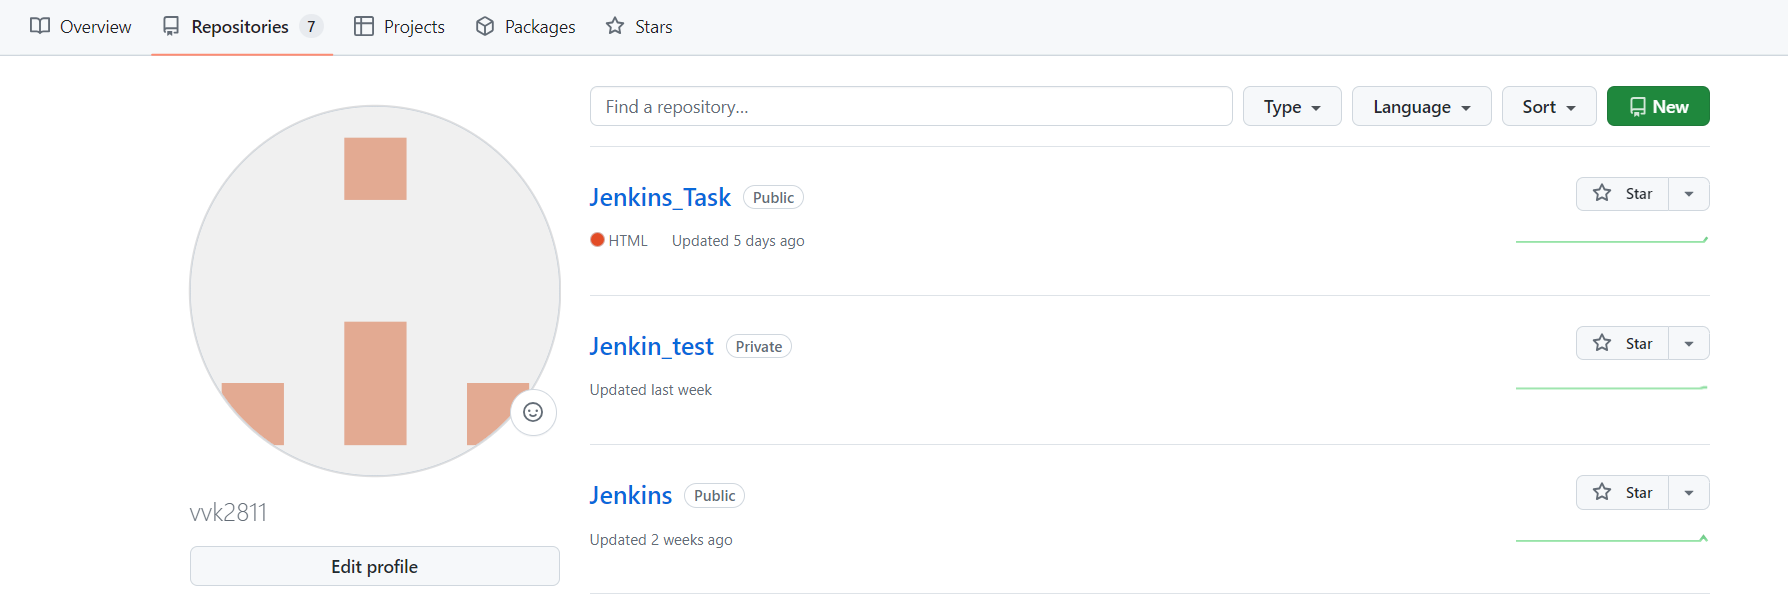 Overview Repositories 7 Projects Packages Stars
Find a repository... Type Language Sort New
Jenkins_Task Public Star
HTML Updated 5 days ago
Jenkin_test Private Star
Updated last week
Jenkins Public Star
Updated 2 weeks ago
vvk2811
Edit profile